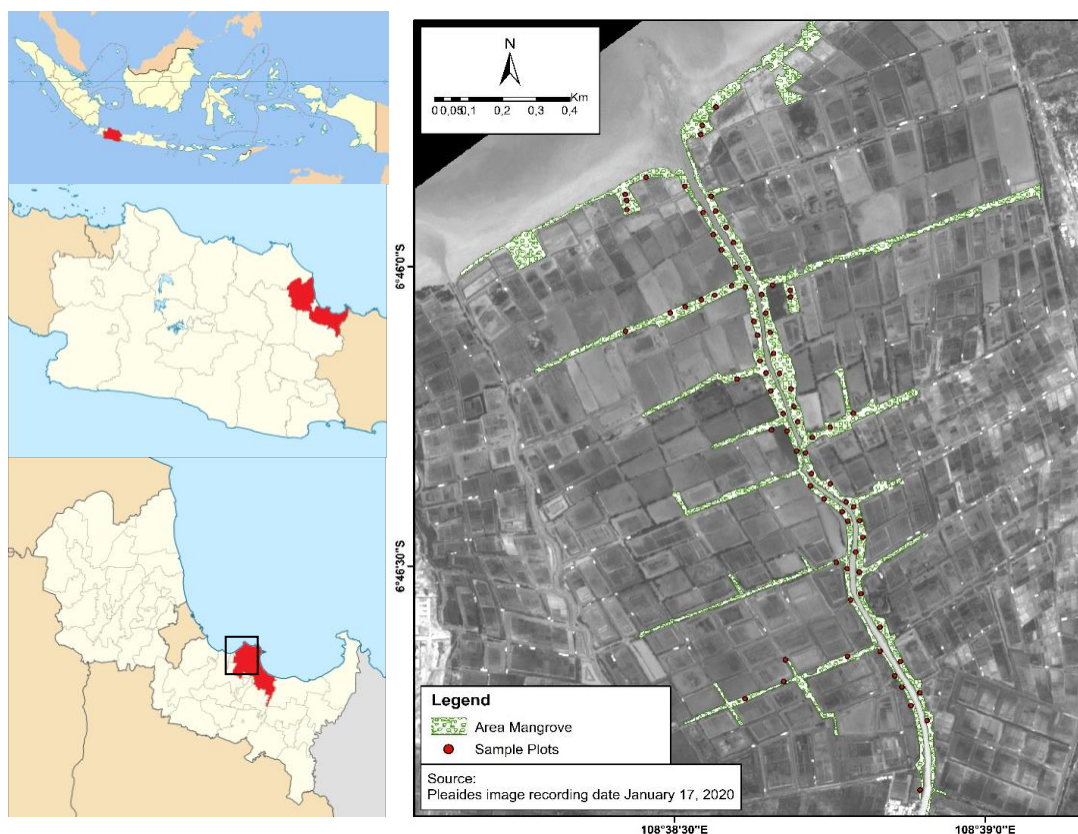 N
Km
0 0,05 0,1 0,2 0,3 0,4
6°46'0"S
6°46'30"S
Legend
Area Mangrove
Sample Plots
Source:
Pleaides image recording date January 17, 2020
108°38'30"E
108°39'0"E